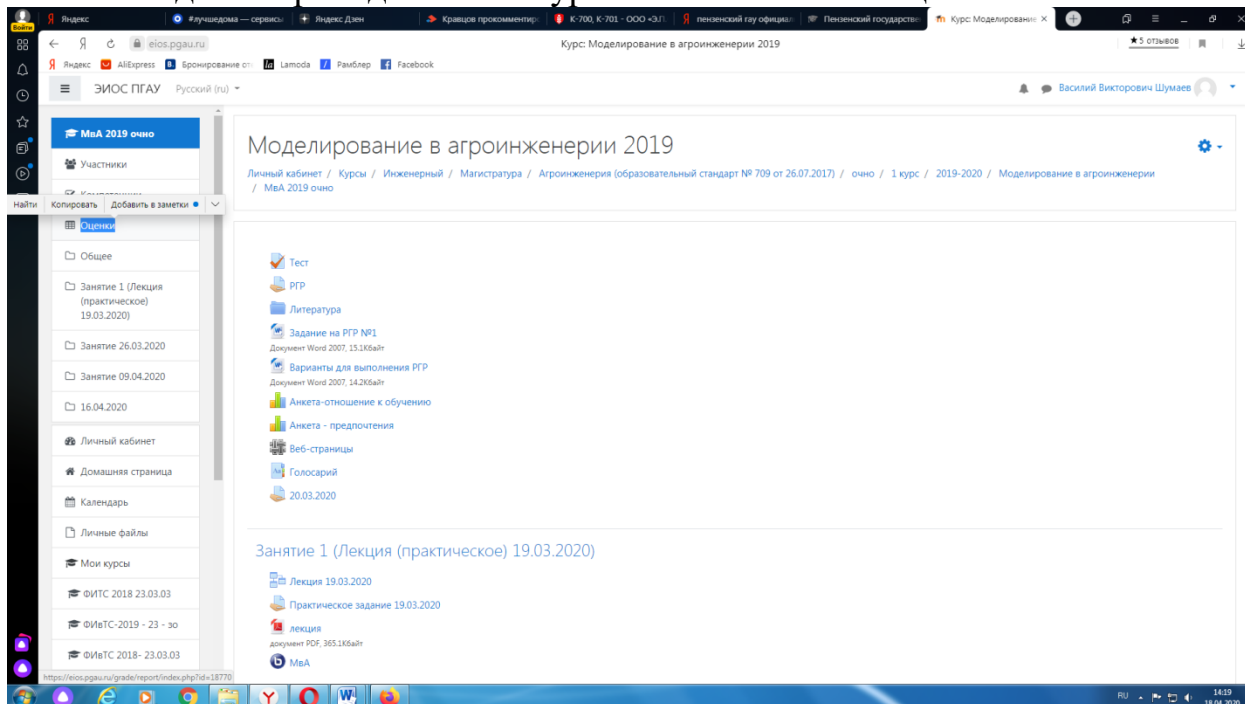 Яндекс
#лучшедома — сервисы
Яндекс Дзен
Кравцов прокомментир
К-700, К-701 - ООО «Э.Л
пензенский гау официал
Пензенский государстве
Курс: Моделирование
Войти
eios.pgau.ru
Курс: Моделирование в агроинженерии 2019
★5 отзывов
Яндекс
AliExpress
Бронирование от
Lamoda
Рамблер
Facebook
ЭИОС ПГАУ Русский (ru)
Василий Викторович Шумаев
МвА 2019 очно
Участники
Компетенции
Найти Копировать Добавить в заметки
Оценки
Общее
Занятие 1 (Лекция
(практическое)
19.03.2020)
Занятие 26.03.2020
Занятие 09.04.2020
16.04.2020
Личный кабинет
Домашняя страница
Календарь
Личные файлы
Мои курсы
ФИТС 2018 23.03.03
ФИвТС-2019 - 23 - зо
ФИвТС 2018- 23.03.03
https://eios.pgau.ru/grade/report/index.php?id=18770
Моделирование в агроинженерии 2019
Личный кабинет / Курсы / Инженерный / Магистратура / Агроинженерия (образовательный стандарт № 709 от 26.07.2017) / очно / 1 курс / 2019-2020 / Моделирование в агроинженерии
/ МвА 2019 очно
Тест
РГР
Литература
Задание на РГР №1
Документ Word 2007, 15.1Кбайт
Варианты для выполнения РГР
Документ Word 2007, 14.2Кбайт
Анкета-отношение к обучению
Анкета - предпочтения
Веб-страницы
Голосарий
20.03.2020
Занятие 1 (Лекция (практическое) 19.03.2020)
Лекция 19.03.2020
Практическое задание 19.03.2020
лекция
документ PDF, 365.1Кбайт
МвА
RU
14:19
18.04.2020